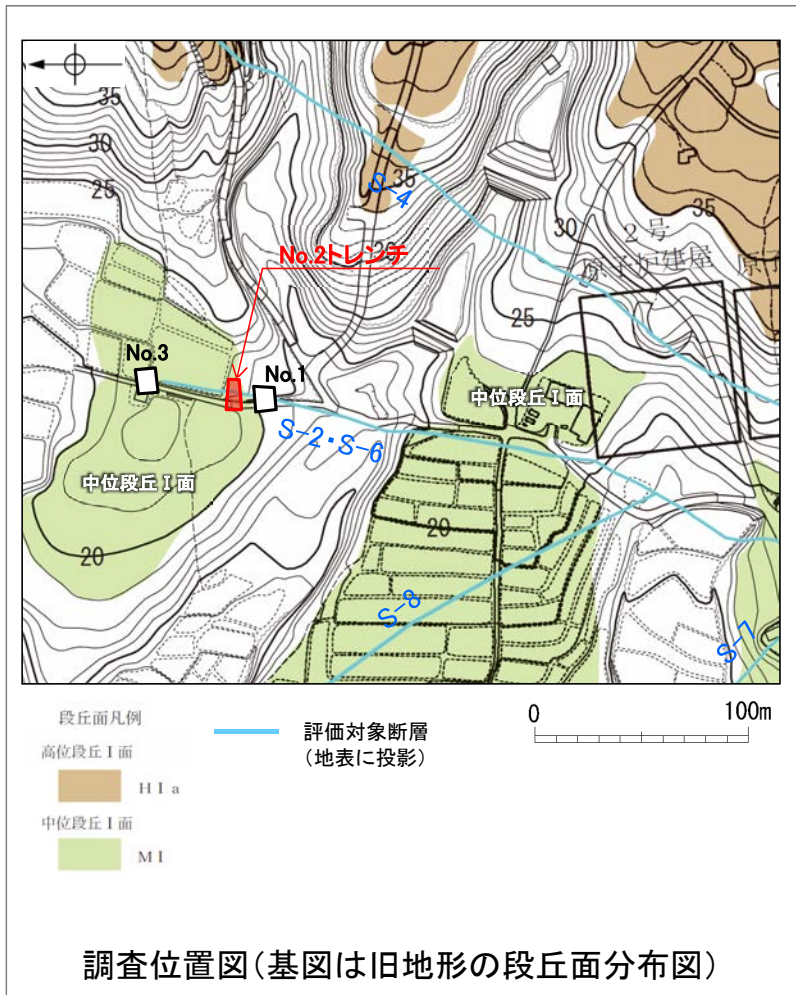 35
30
25
35
S-4
20
No.2トレンチ
30
35
2号
原子炉建屋
原子
25
No.3
No.1
S-2・S-6
中位段丘Ⅰ面
中位段丘Ⅰ面
20
20
S-8
S-7
段丘面凡例
高位段丘Ⅰ面
HⅠa
中位段丘Ⅰ面
MⅠ
評価対象断層
(地表に投影)
0 100m
調査位置図(基図は旧地形の段丘面分布図)